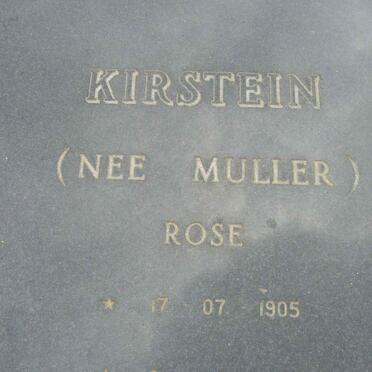 KIRSTEIN
(NEE MULLER)
ROSE
* 17 07 1905